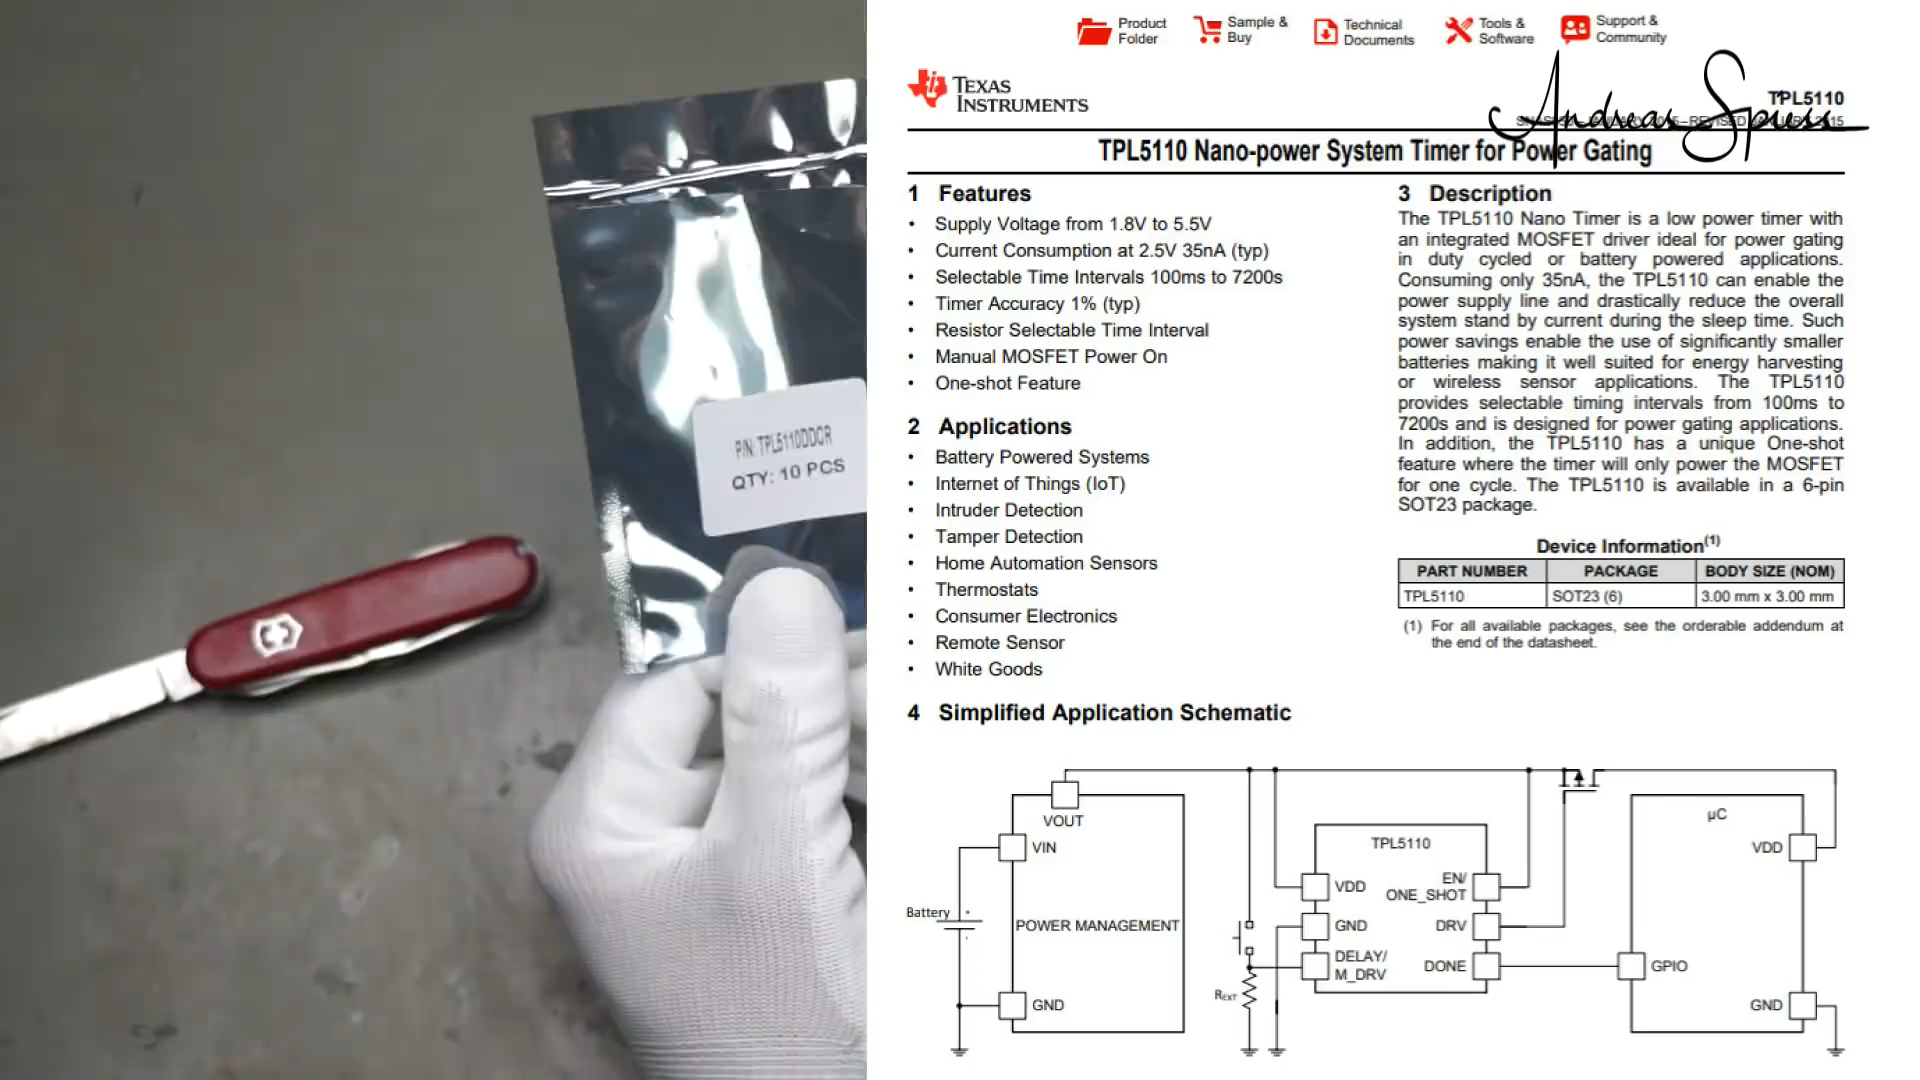 P/N: TPL5110DDCR
QTY: 10 PCS
Product
Folder
Sample &
Buy
Technical
Documents
Tools &
Software
Support &
Community
TEXAS
INSTRUMENTS
Andreas Spiess
TPL5110
TPL5110 Nano-power System Timer for Power Gating
1 Features
• Supply Voltage from 1.8V to 5.5V
• Current Consumption at 2.5V 35nA (typ)
• Selectable Time Intervals 100ms to 7200s
• Timer Accuracy 1% (typ)
• Resistor Selectable Time Interval
• Manual MOSFET Power On
• One-shot Feature
2 Applications
• Battery Powered Systems
• Internet of Things (IoT)
• Intruder Detection
• Tamper Detection
• Home Automation Sensors
• Thermostats
• Consumer Electronics
• Remote Sensor
• White Goods
3 Description
The TPL5110 Nano Timer is a low power timer with
an integrated MOSFET driver ideal for power gating
in duty cycled or battery powered applications.
Consuming only 35nA, the TPL5110 can enable the
power supply line and drastically reduce the overall
system stand by current during the sleep time. Such
power savings enable the use of significantly smaller
batteries making it well suited for energy harvesting
or wireless sensor applications. The TPL5110
provides selectable timing intervals from 100ms to
7200s and is designed for power gating applications.
In addition, the TPL5110 has a unique One-shot
feature where the timer will only power the MOSFET
for one cycle. The TPL5110 is available in a 6-pin
SOT23 package.
Device Information(1)
PART NUMBER PACKAGE BODY SIZE (NOM)
TPL5110 SOT23 (6) 3.00 mm x 3.00 mm
(1) For all available packages, see the orderable addendum at
the end of the datasheet.
4 Simplified Application Schematic
Battery
VOUT
VIN
POWER MANAGEMENT
GND
REXT
TPL5110
VDD
GND
DELAY/
M_DRV
EN/
ONE_SHOT
DRV
DONE
µC
VDD
GPIO
GND